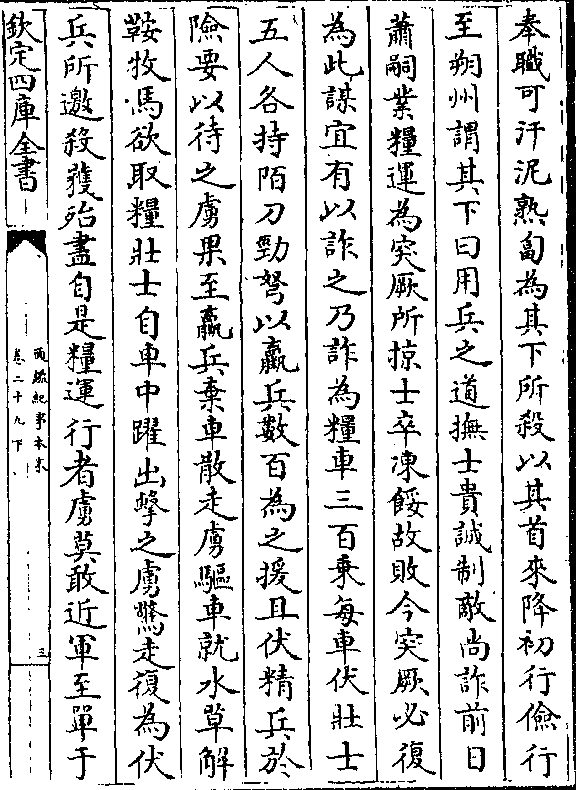 奉職可汗泥熟匐為其下所殺以其首來降初行儉行
至朔州謂其下曰用兵之道撫士貴誠制敵尚詐前日
蕭嗣業糧運為突厥所掠士卒凍餒故敗今突厥必復
為此謀宜有以詐之乃詐為糧車三百乗每車伏壯士
五人各持陌刀勁弩以羸兵數百為之援且伏精兵於
險要以待之虜果至羸兵棄車散走虜驅車就水草解
鞍牧馬欲取糧壯士自車中躍出擊之虜驚走復為伏
兵所邀殺獲殆盡自是糧運行者虜莫敢近軍至單于
欽定四庫全書
通鑑紀事本末
卷二十九下
三